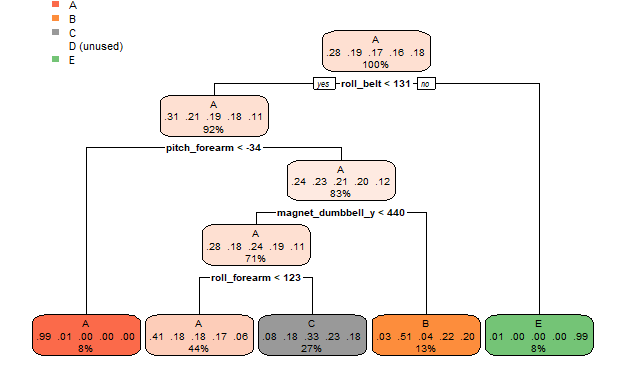 A
B
C
D (unused)
E
A
.28 .19 .17 .16 .18
100%
yes roll_belt < 131 no
A
.31 .21 .19 .18 .11
92%
pitch_forearm < -34
A
.24 .23 .21 .20 .12
83%
magnet_dumbbell_y < 440
A
.28 .18 .24 .19 .11
71%
roll_forearm < 123
A
.99 .01 .00 .00 .00
8%
A
.41 .18 .18 .17 .06
44%
C
.08 .18 .33 .23 .18
27%
B
.03 .51 .04 .22 .20
13%
E
.01 .00 .00 .00 .99
8%